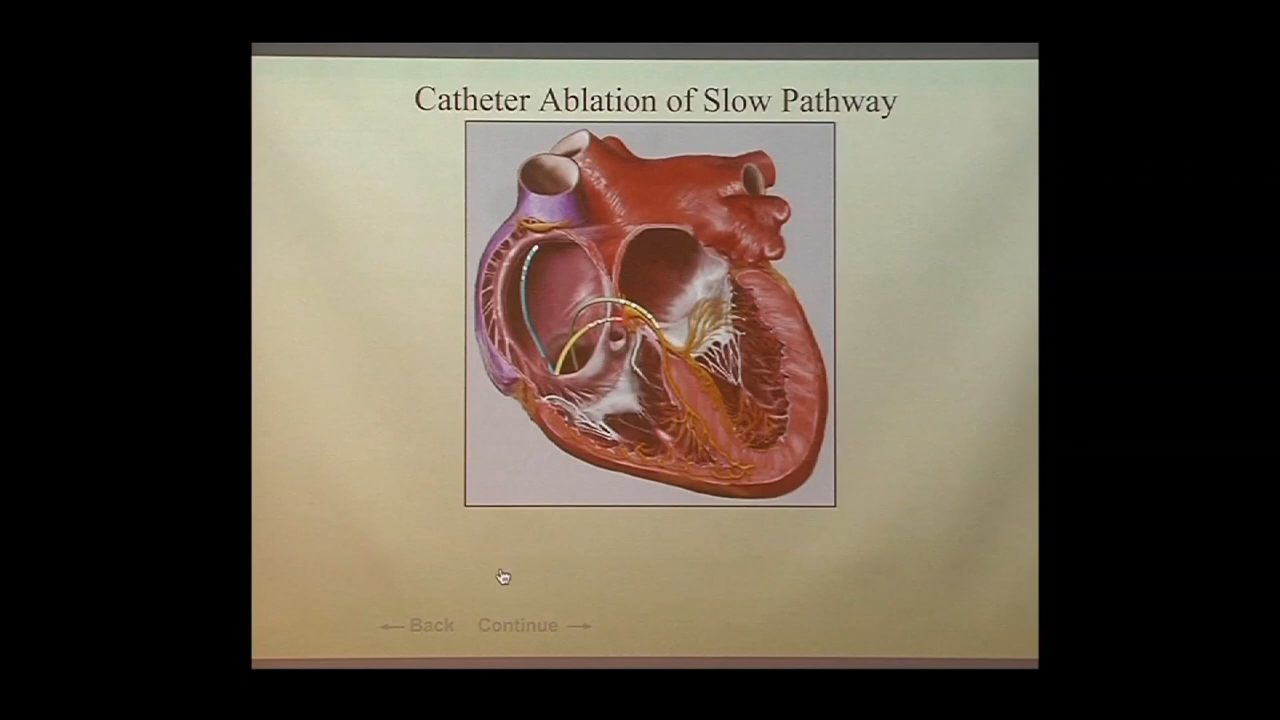 Catheter Ablation of Slow Pathway
← Back Continue →